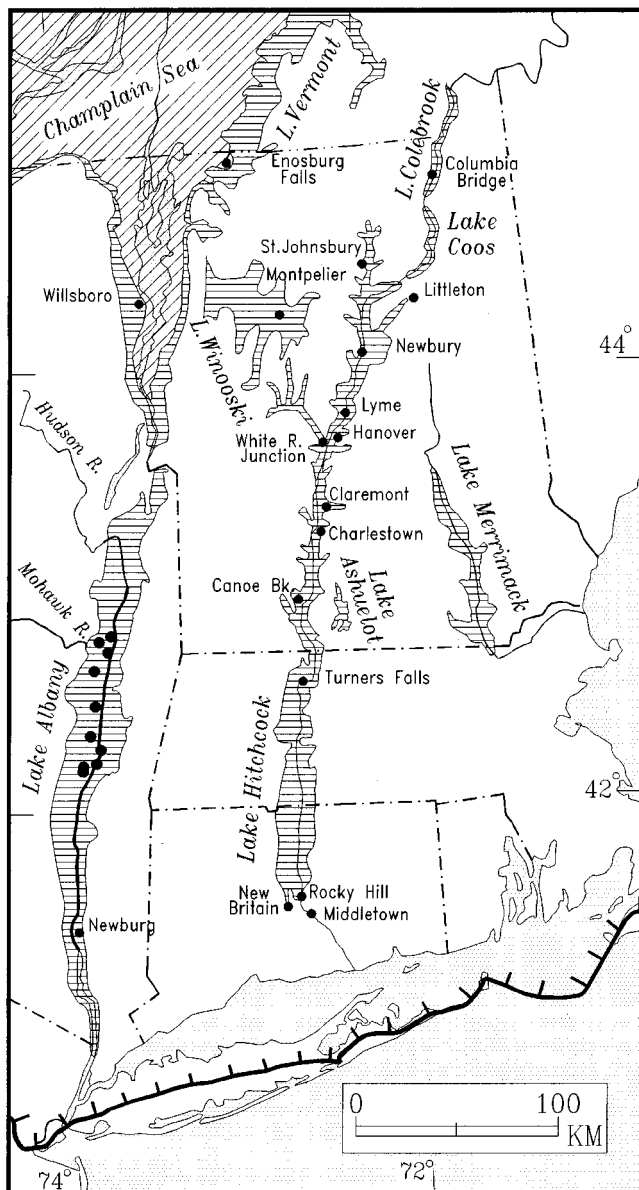 Champlain Sea
L. Vermont
Enosburg
Falls
L. Colebrook
Columbia
Bridge
Lake
Coos
St. Johnsbury
Montpelier
Littleton
Willsboro
L. Winooski
Newbury
44°
Lyme
Hanover
White R.
Junction
Hudson R.
Claremont
Charlestown
Lake Merrimack
Canoe Bk.
Lake
Ashuelot
Mohawk R.
Turners Falls
Lake Albany
Lake Hitchcock
42°
Rocky Hill
New
Britain
Middletown
Newburg
0 100
KM
74° 72°